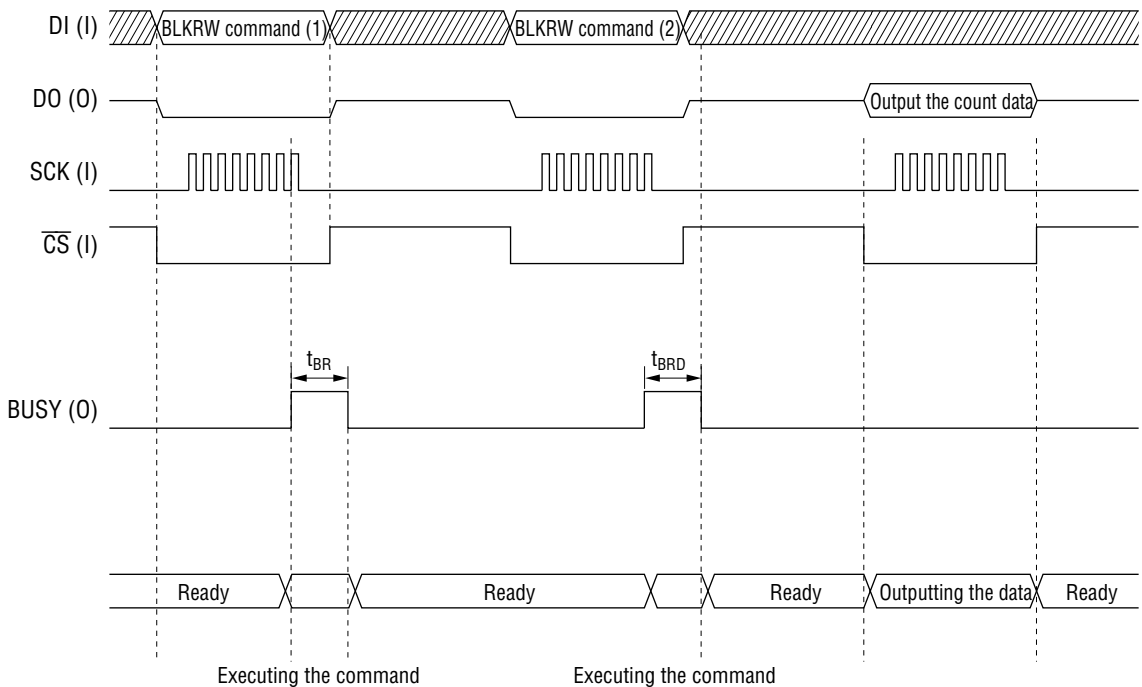 DI (I) BLKRW command (1) BLKRW command (2)
DO (O) Output the count data
SCK (I)
CS (I)
tBR tBRD
BUSY (O)
Ready Ready Ready Outputting the data Ready
Executing the command Executing the command